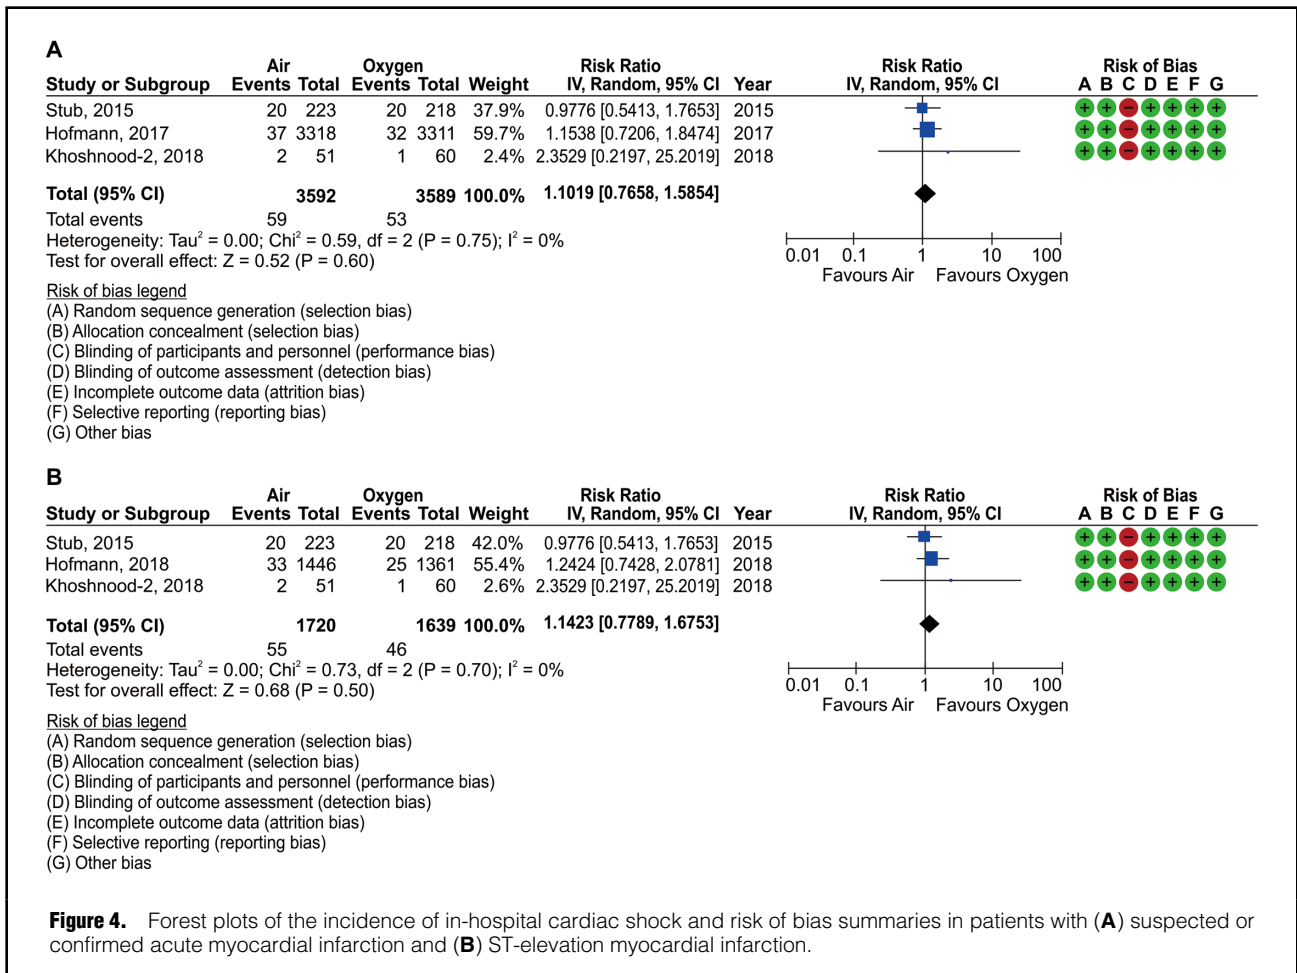 A
Air Oxygen Risk Ratio Risk Ratio Risk of Bias
Study or Subgroup Events Total Events Total Weight IV, Random, 95% CI Year IV, Random, 95% CI A B C D E F G
Stub, 2015 20 223 20 218 37.9% 0.9776 [0.5413, 1.7653] 2015 + + − + + + +
Hofmann, 2017 37 3318 32 3311 59.7% 1.1538 [0.7206, 1.8474] 2017 + + − + + + +
Khoshnood-2, 2018 2 51 1 60 2.4% 2.3529 [0.2197, 25.2019] 2018 + + − + + + +
Total (95% CI) 3592 3589 100.0% 1.1019 [0.7658, 1.5854]
Total events 59 53
Heterogeneity: Tau² = 0.00; Chi² = 0.59, df = 2 (P = 0.75); I² = 0%
Test for overall effect: Z = 0.52 (P = 0.60)
0.01 0.1 1 10 100
Favours Air Favours Oxygen
Risk of bias legend
(A) Random sequence generation (selection bias)
(B) Allocation concealment (selection bias)
(C) Blinding of participants and personnel (performance bias)
(D) Blinding of outcome assessment (detection bias)
(E) Incomplete outcome data (attrition bias)
(F) Selective reporting (reporting bias)
(G) Other bias
B
Air Oxygen Risk Ratio Risk Ratio Risk of Bias
Study or Subgroup Events Total Events Total Weight IV, Random, 95% CI Year IV, Random, 95% CI A B C D E F G
Stub, 2015 20 223 20 218 42.0% 0.9776 [0.5413, 1.7653] 2015 + + − + + + +
Hofmann, 2018 33 1446 25 1361 55.4% 1.2424 [0.7428, 2.0781] 2018 + + − + + + +
Khoshnood-2, 2018 2 51 1 60 2.6% 2.3529 [0.2197, 25.2019] 2018 + + − + + + +
Total (95% CI) 1720 1639 100.0% 1.1423 [0.7789, 1.6753]
Total events 55 46
Heterogeneity: Tau² = 0.00; Chi² = 0.73, df = 2 (P = 0.70); I² = 0%
Test for overall effect: Z = 0.68 (P = 0.50)
0.01 0.1 1 10 100
Favours Air Favours Oxygen
Risk of bias legend
(A) Random sequence generation (selection bias)
(B) Allocation concealment (selection bias)
(C) Blinding of participants and personnel (performance bias)
(D) Blinding of outcome assessment (detection bias)
(E) Incomplete outcome data (attrition bias)
(F) Selective reporting (reporting bias)
(G) Other bias
Figure 4. Forest plots of the incidence of in-hospital cardiac shock and risk of bias summaries in patients with (A) suspected or
confirmed acute myocardial infarction and (B) ST-elevation myocardial infarction.